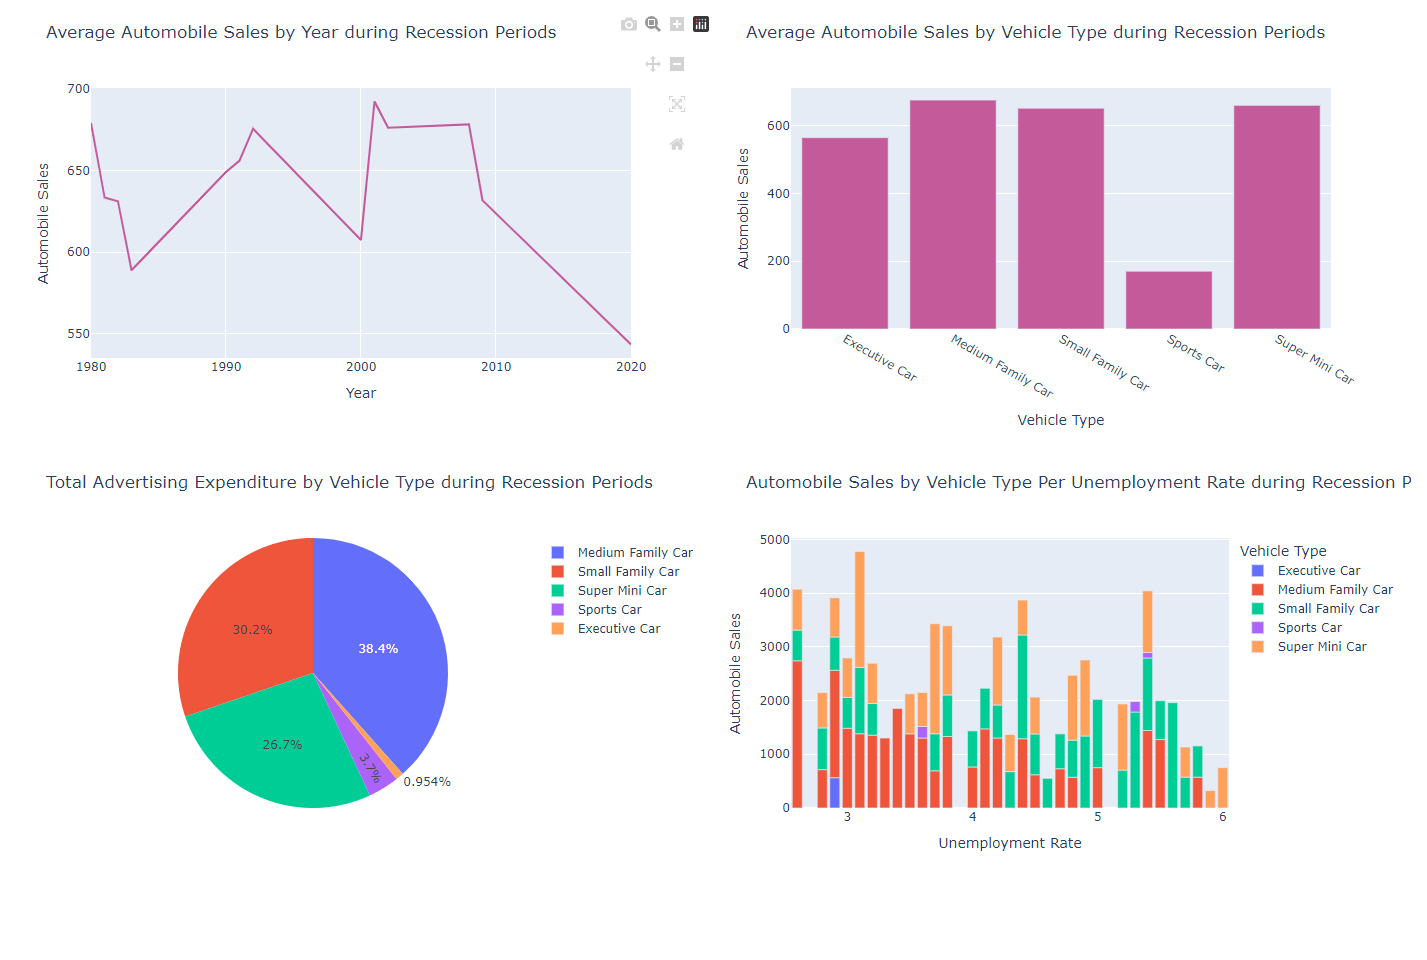 Average Automobile Sales by Year during Recession Periods
700
650
600
550
Automobile Sales
1980
1990
2000
2010
2020
Year
Average Automobile Sales by Vehicle Type during Recession Periods
600
400
200
0
Automobile Sales
Executive Car
Medium Family Car
Small Family Car
Sports Car
Super Mini Car
Vehicle Type
Total Advertising Expenditure by Vehicle Type during Recession Periods
38.4%
30.2%
26.7%
3.7%
0.954%
Medium Family Car
Small Family Car
Super Mini Car
Sports Car
Executive Car
Automobile Sales by Vehicle Type Per Unemployment Rate during Recession P
5000
4000
3000
2000
1000
0
Automobile Sales
3
4
5
6
Unemployment Rate
Vehicle Type
Executive Car
Medium Family Car
Small Family Car
Sports Car
Super Mini Car